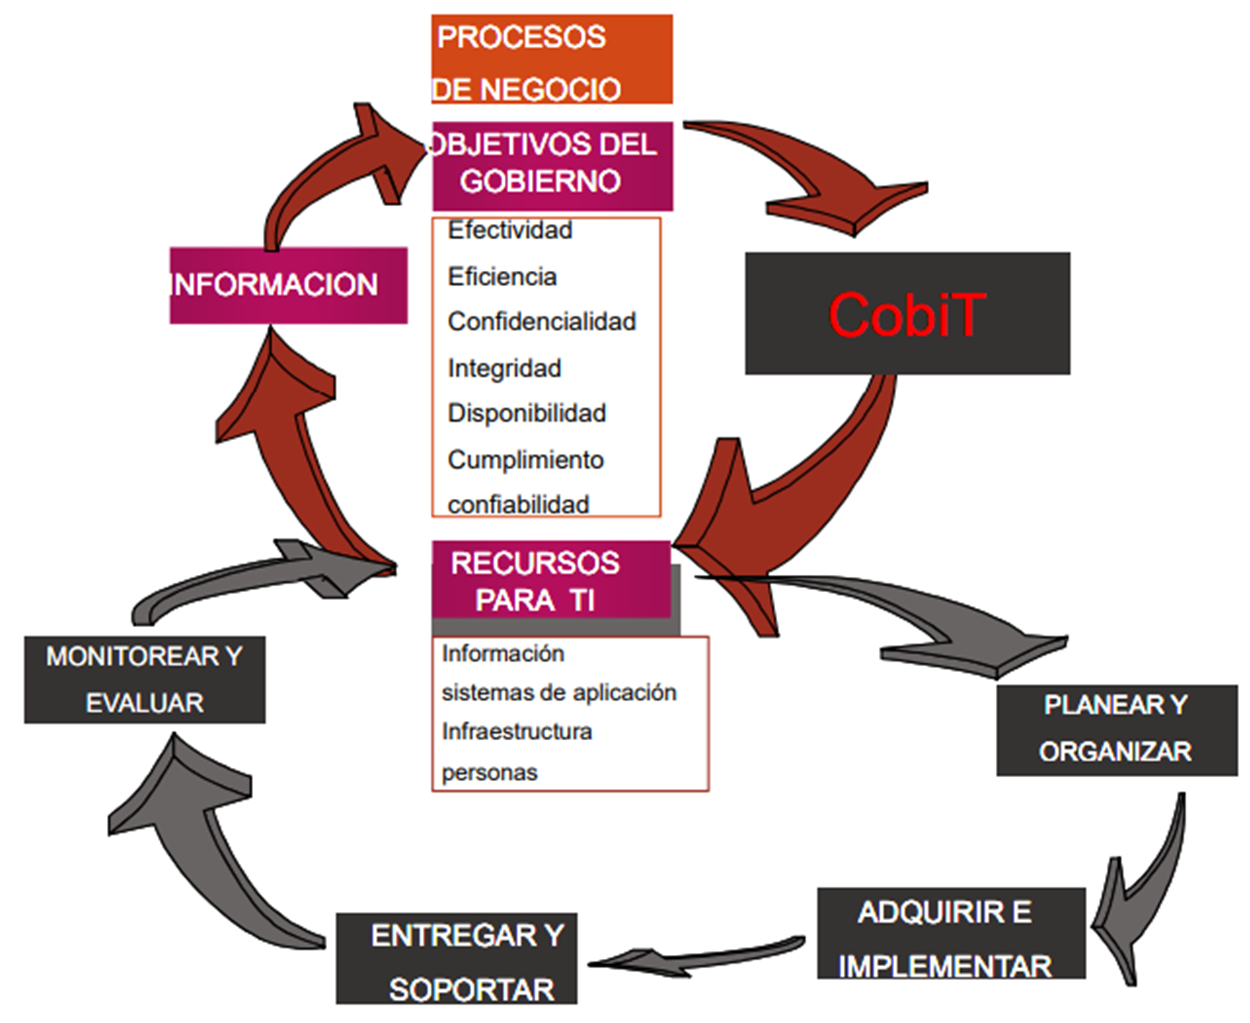 PROCESOS
DE NEGOCIO
OBJETIVOS DEL
GOBIERNO
Efectividad
Eficiencia
Confidencialidad
Integridad
Disponibilidad
Cumplimiento
confiabilidad
INFORMACION
CobiT
RECURSOS
PARA TI
Información
sistemas de aplicación
Infraestructura
personas
MONITOREAR Y
EVALUAR
PLANEAR Y
ORGANIZAR
ADQUIRIR E
IMPLEMENTAR
ENTREGAR Y
SOPORTAR